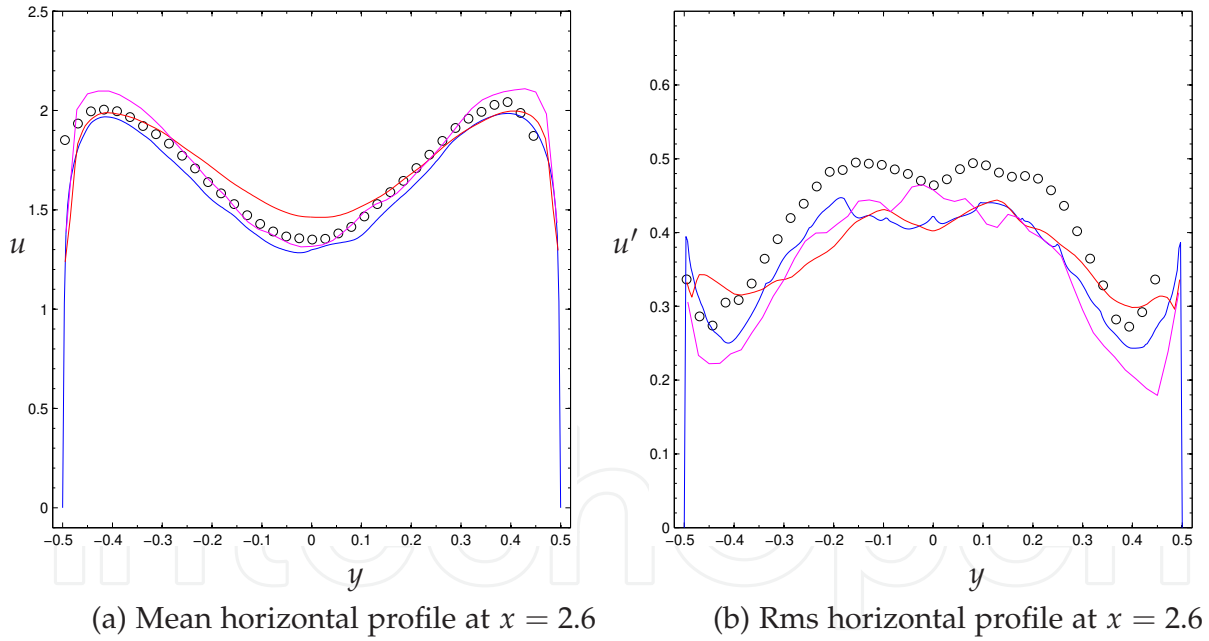 2.5
2
1.5
1
0.5
0
u
−0.5 −0.4 −0.3 −0.2 −0.1 0 0.1 0.2 0.3 0.4 0.5
y
(a) Mean horizontal profile at x = 2.6
0.6
0.5
0.4
0.3
0.2
0.1
0
u′
−0.5 −0.4 −0.3 −0.2 −0.1 0 0.1 0.2 0.3 0.4 0.5
y
(b) Rms horizontal profile at x = 2.6
intechopen